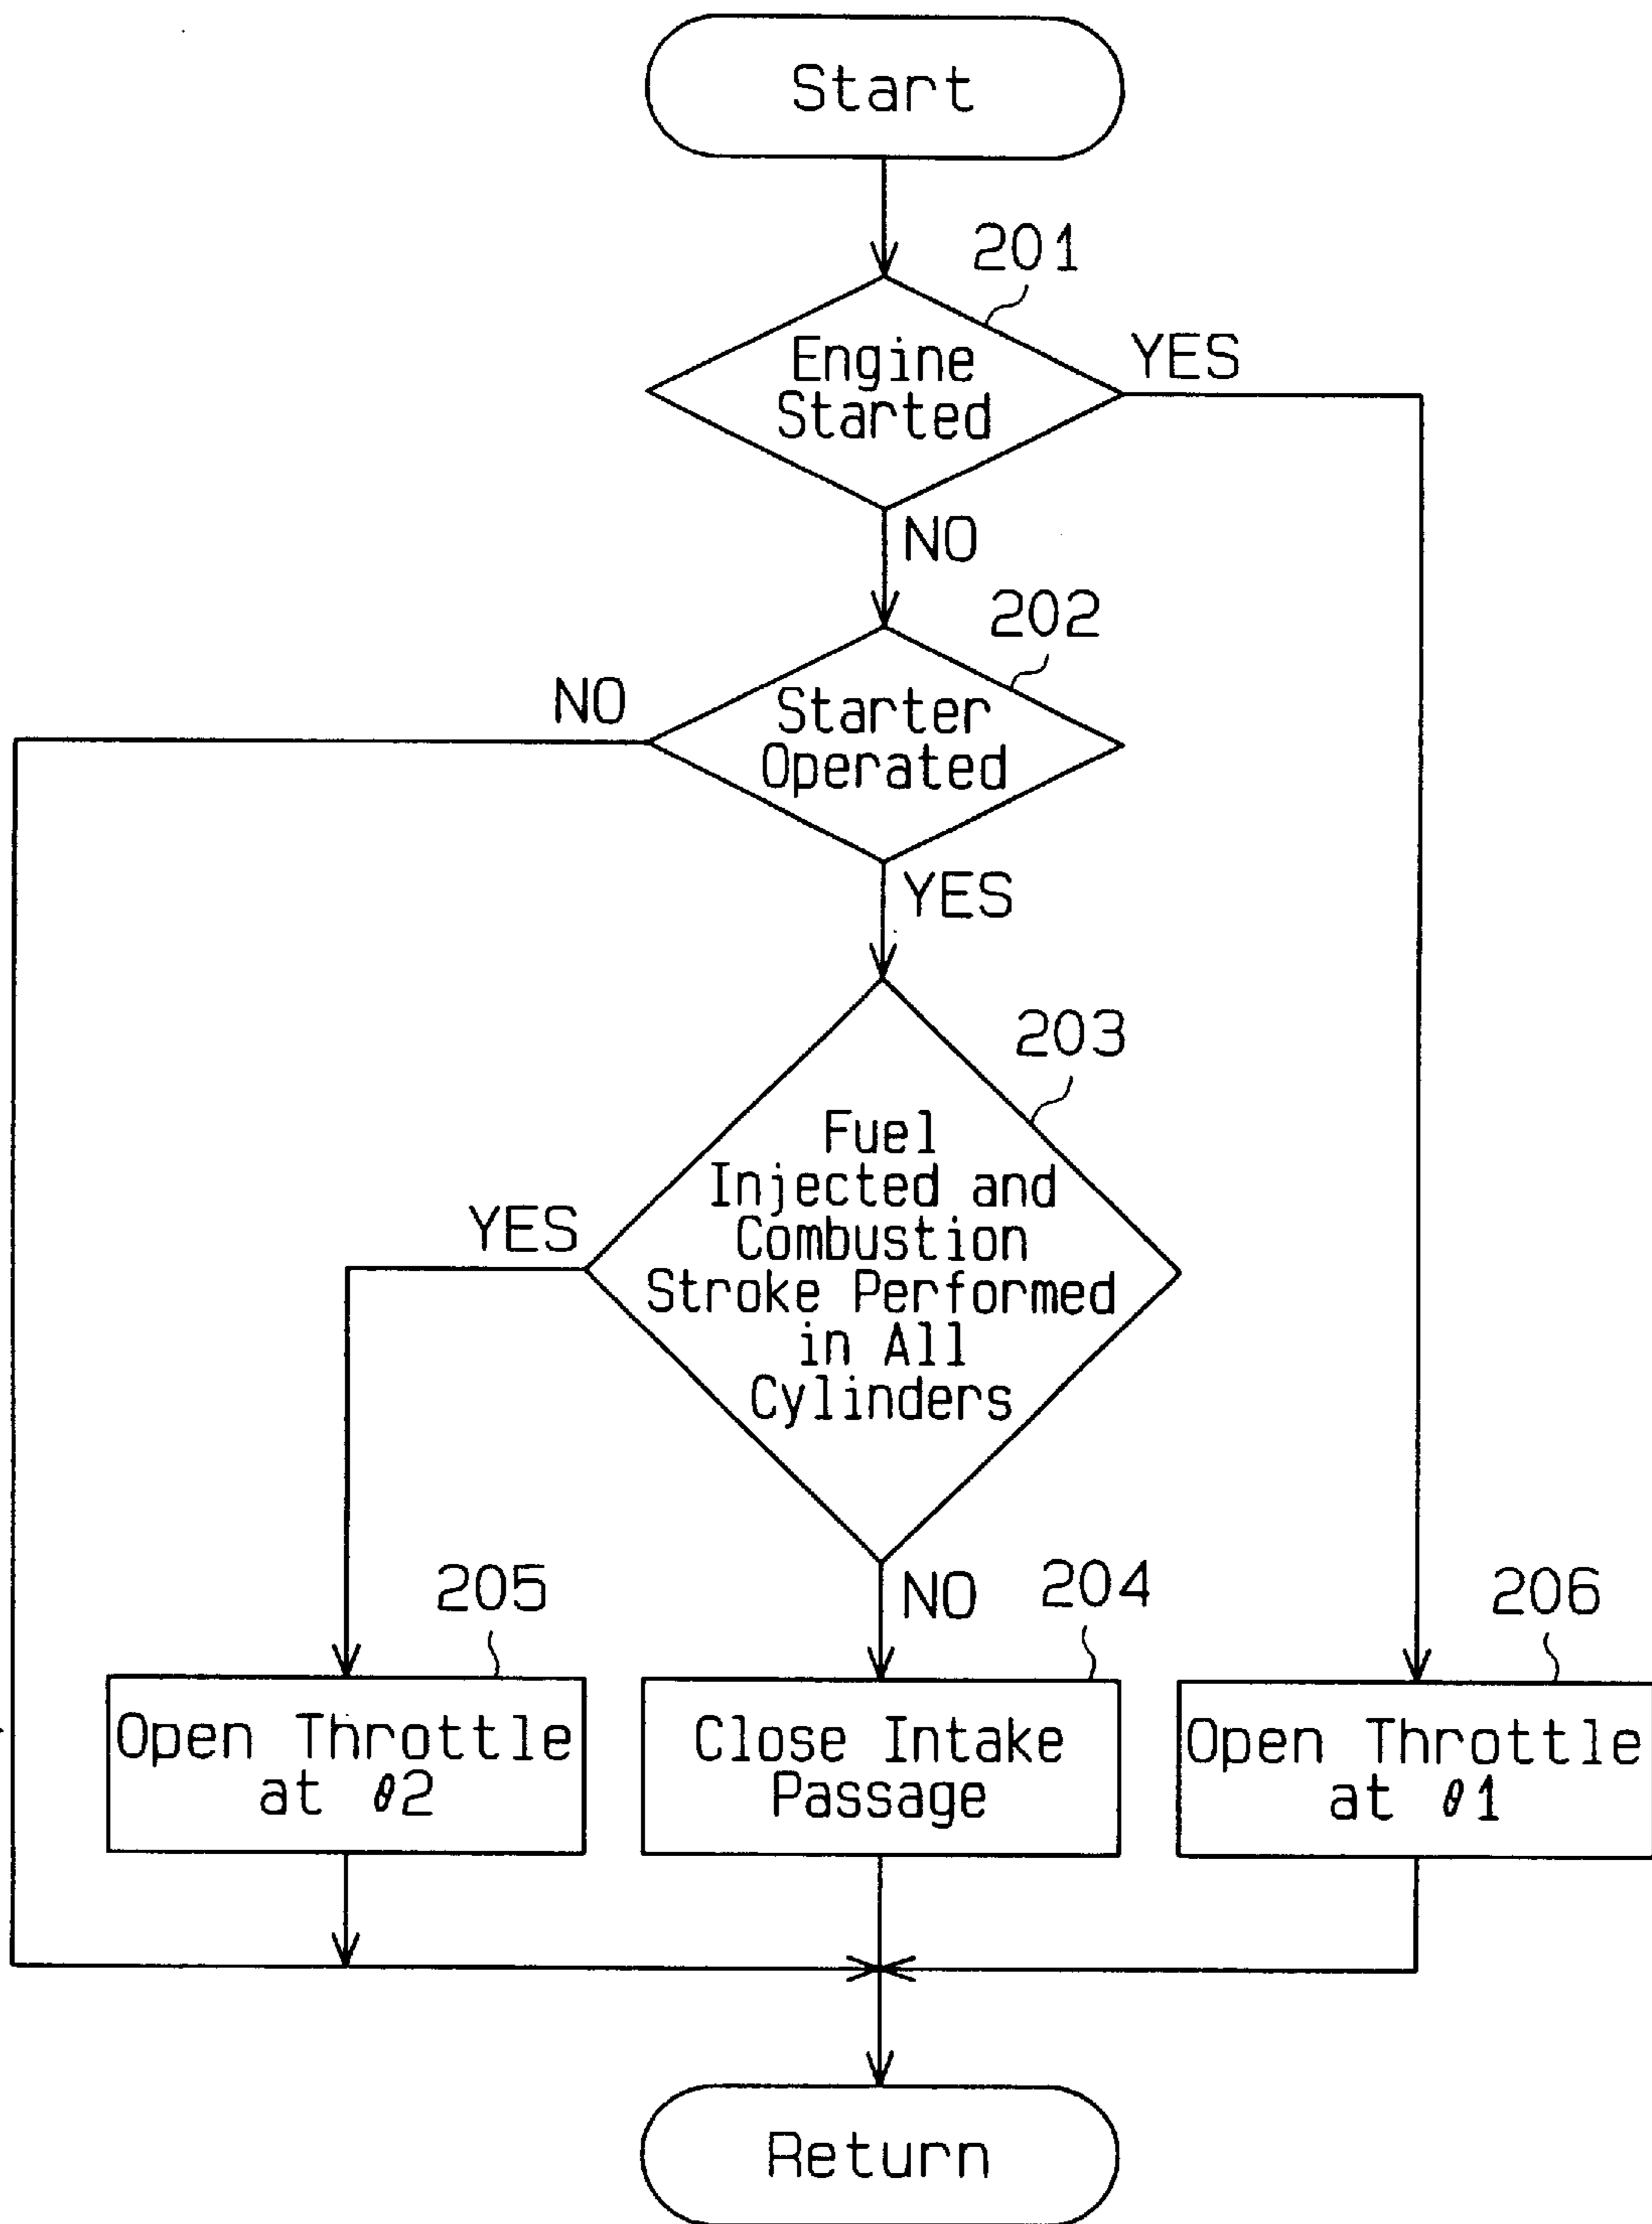 Start
201
Engine
Started
YES
NO
202
Starter
Operated
NO
YES
203
Fuel
Injected and
Combustion
Stroke Performed
in All
Cylinders
YES
NO
205
Open Throttle
at θ2
204
Close Intake
Passage
206
Open Throttle
at θ1
Return